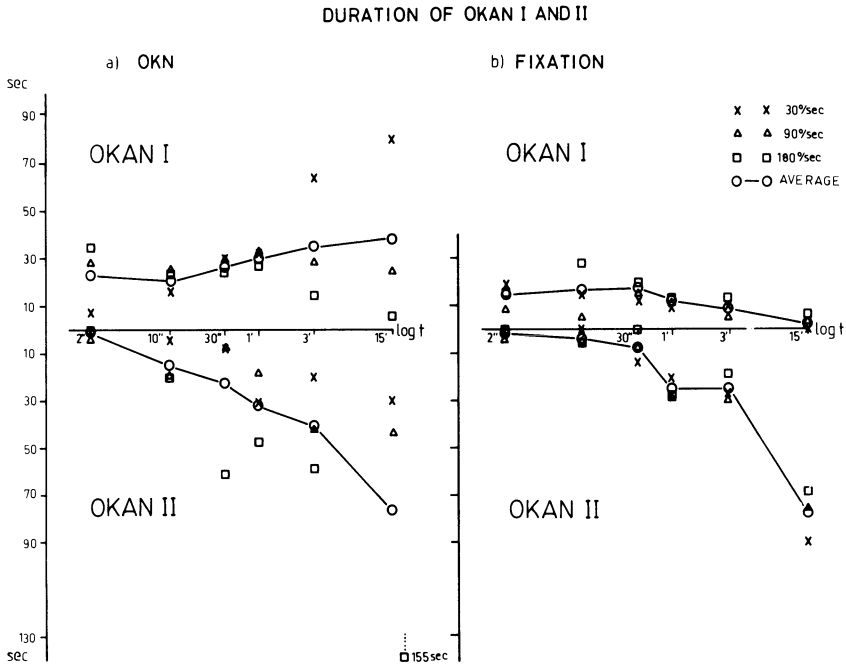 DURATION OF OKAN I AND II
a) OKN
b) FIXATION
sec
90
70
50
30
10
10
30
50
70
90
130
sec
OKAN I
OKAN II
2" 10" 30" 1' 3' 15' log t
155sec
x x 30°/sec
△ △ 90°/sec
□ □ 180°/sec
○—○ AVERAGE
OKAN I
OKAN II
2" 30" 1' 3' 15' log t